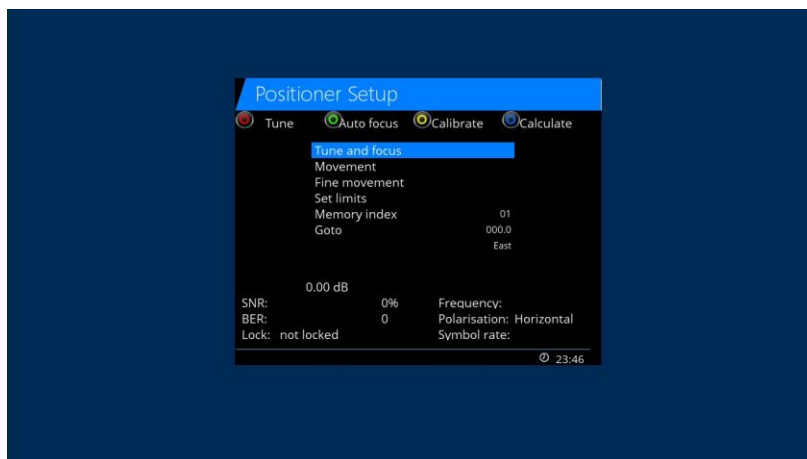 Positioner Setup
Tune Auto focus Calibrate Calculate
Tune and focus
Movement
Fine movement
Set limits
Memory index 01
Goto 000.0
East
0.00 dB
SNR: 0% Frequency:
BER: 0 Polarisation: Horizontal
Lock: not locked Symbol rate:
23:46